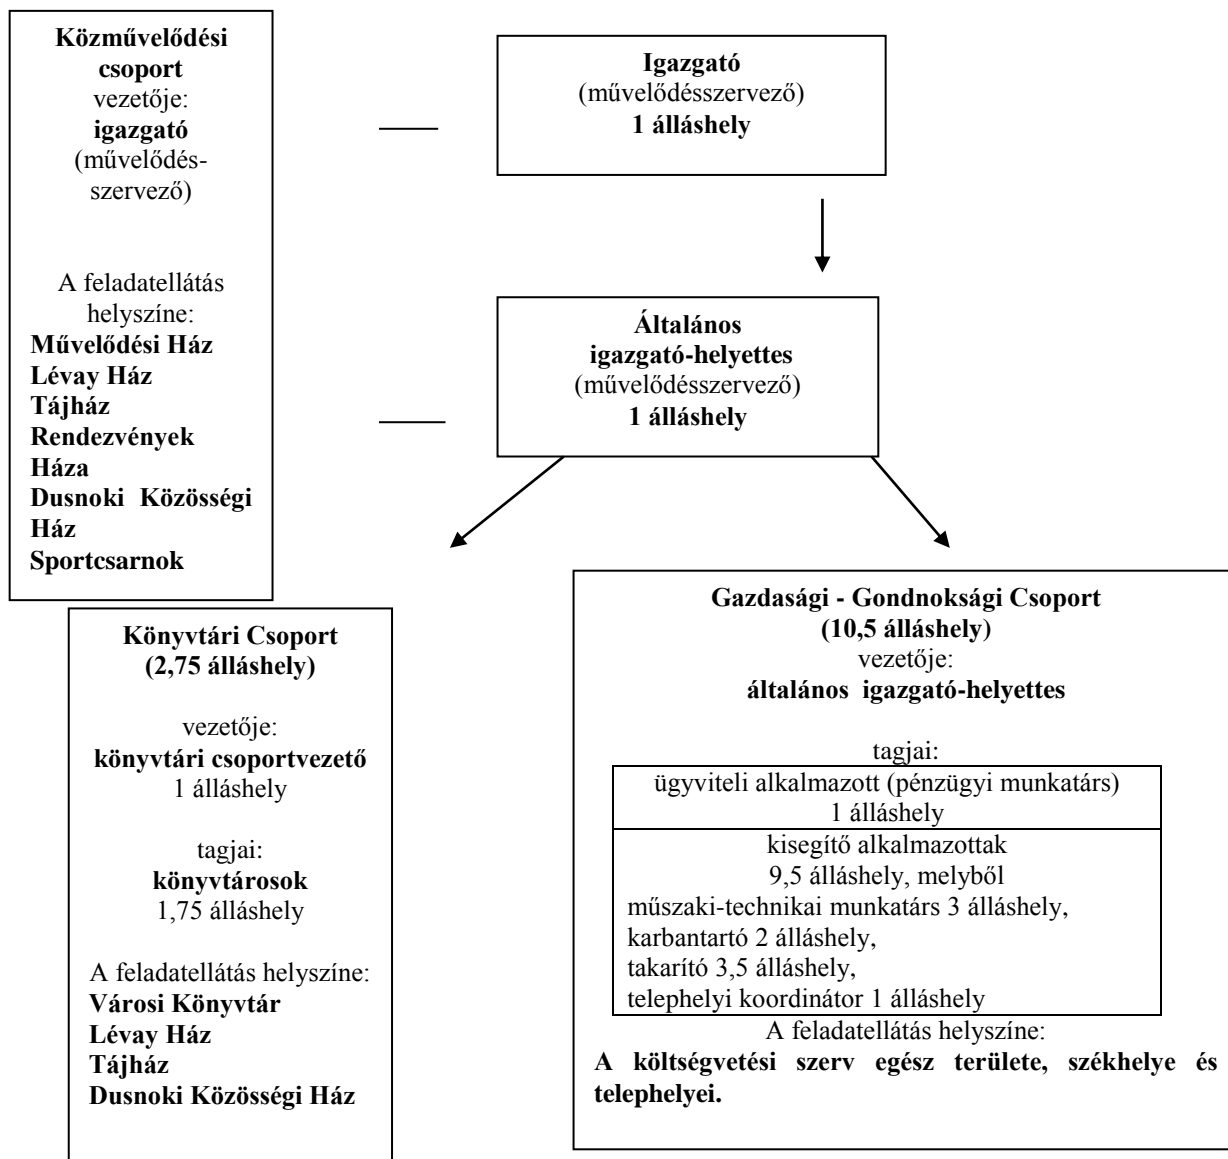 Közművelődési
csoport
vezetője:
igazgató
(művelődés-
szervező)
A feladatellátás
helyszíne:
Művelődési Ház
Lévay Ház
Tájház
Rendezvények
Háza
Dusnoki Közösségi
Ház
Sportcsarnok
Igazgató
(művelődésszervező)
1 álláshely
Általános
igazgató-helyettes
(művelődésszervező)
1 álláshely
Könyvtári Csoport
(2,75 álláshely)
vezetője:
könyvtári csoportvezető
1 álláshely
tagjai:
könyvtárosok
1,75 álláshely
A feladatellátás helyszíne:
Városi Könyvtár
Lévay Ház
Tájház
Dusnoki Közösségi Ház
Gazdasági - Gondnoksági Csoport
(10,5 álláshely)
vezetője:
általános igazgató-helyettes
tagjai:
ügyviteli alkalmazott (pénzügyi munkatárs)
1 álláshely
kisegítő alkalmazottak
9,5 álláshely, melyből
műszaki-technikai munkatárs 3 álláshely,
karbantartó 2 álláshely,
takarító 3,5 álláshely,
telephelyi koordinátor 1 álláshely
A feladatellátás helyszíne:
A költségvetési szerv egész területe, székhelye és
telephelyei.